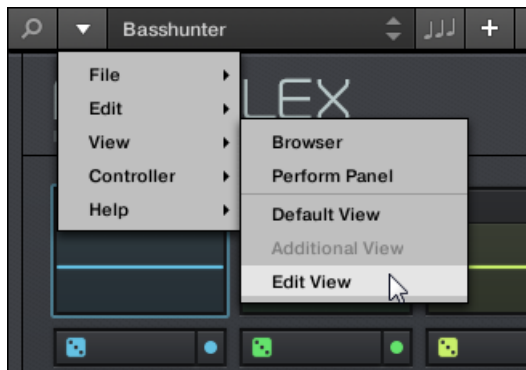 Basshunter
LEX
File
Edit
View
Controller
Help
Browser
Perform Panel
Default View
Additional View
Edit View